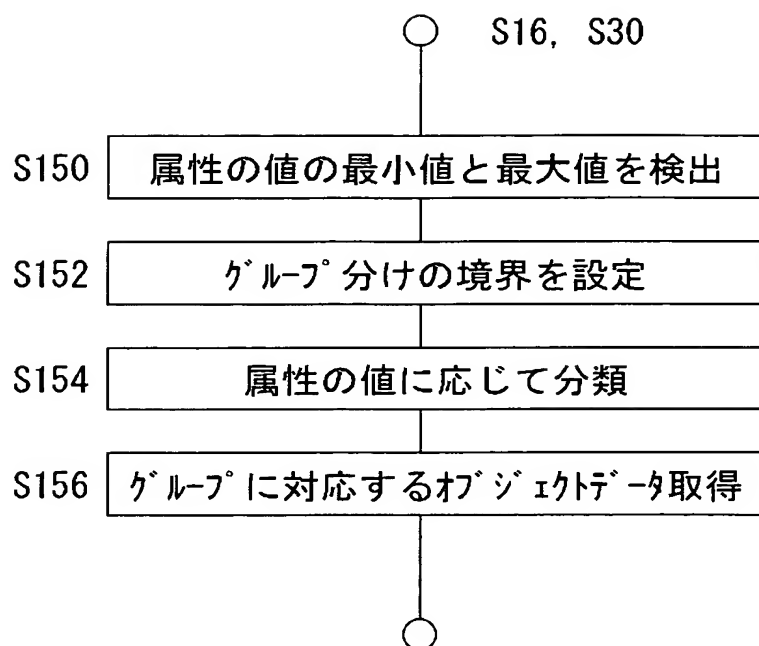 S16, S30
S150 属性の値の最小値と最大値を検出
S152 ｸﾞﾙｰﾌﾟ分けの境界を設定
S154 属性の値に応じて分類
S156 ｸﾞﾙｰﾌﾟに対応するｵﾌﾞｼﾞｪｸﾄﾃﾞｰﾀ取得